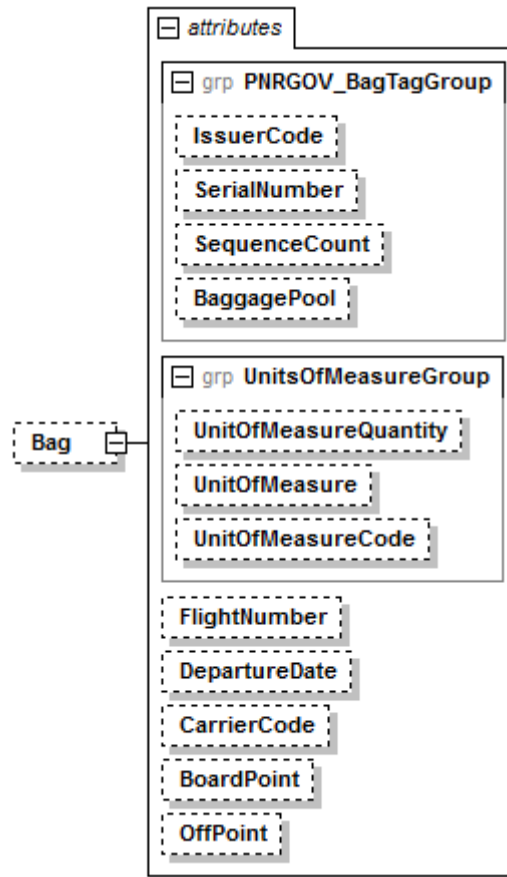 attributes
grp PNRGOV_BagTagGroup
IssuerCode
SerialNumber
SequenceCount
BaggagePool
grp UnitsOfMeasureGroup
UnitOfMeasureQuantity
Bag
UnitOfMeasure
UnitOfMeasureCode
FlightNumber
DepartureDate
CarrierCode
BoardPoint
OffPoint